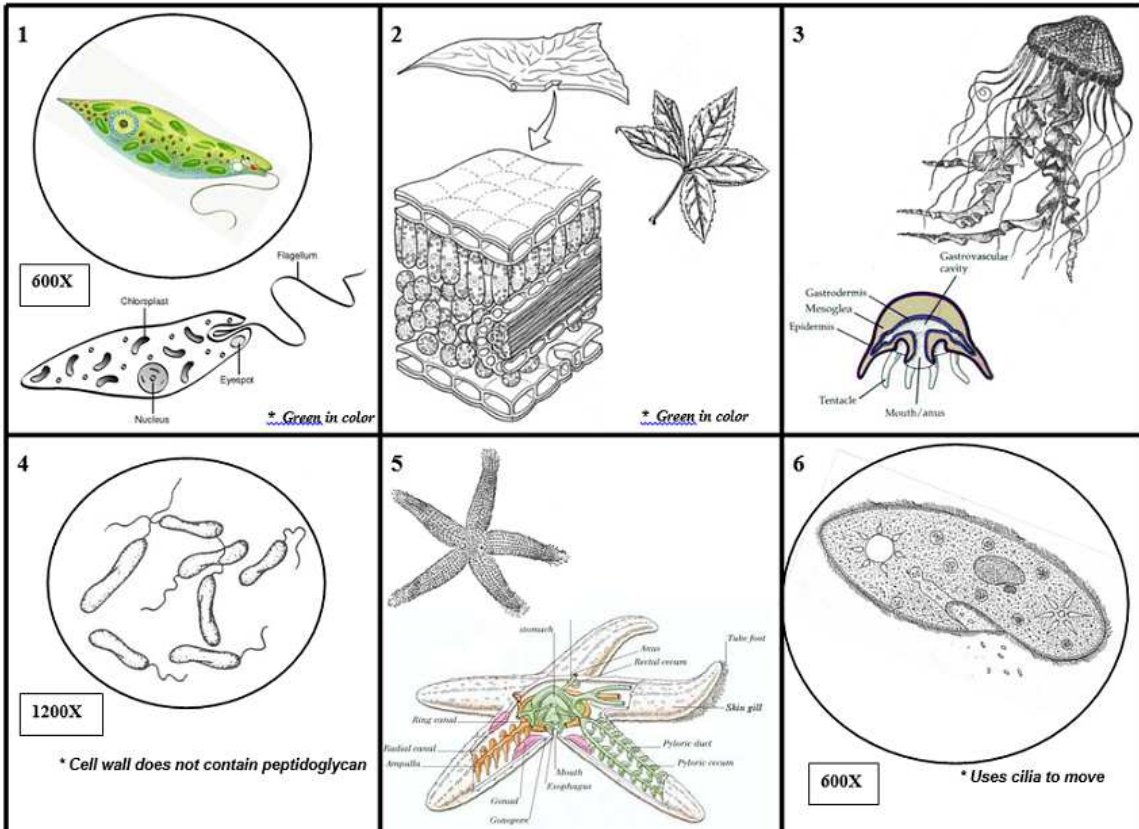 1
600X
Flagellum
Chloroplast
Eyespot
Nucleus
* Green in color
2
* Green in color
3
Gastrovascular
cavity
Gastrodermis
Mesoglea
Epidermis
Tentacle
Mouth/anus
4
1200X
* Cell wall does not contain peptidoglycan
5
stomach
Anus
Rectal cecum
Tube foot
Skin gill
Ring canal
Radial canal
Ampulla
Pyloric duct
Pyloric cecum
Mouth
Esophagus
Gonad
Gonopore
6
600X
* Uses cilia to move